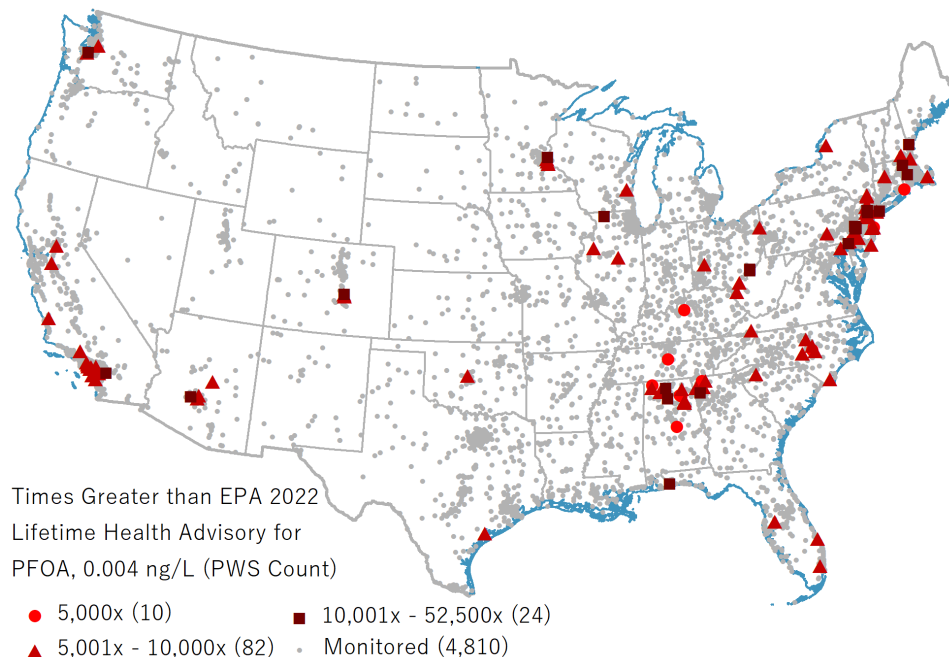 Times Greater than EPA 2022
Lifetime Health Advisory for
PFOA, 0.004 ng/L (PWS Count)
5,000x (10)
10,001x - 52,500x (24)
5,001x - 10,000x (82)
Monitored (4,810)